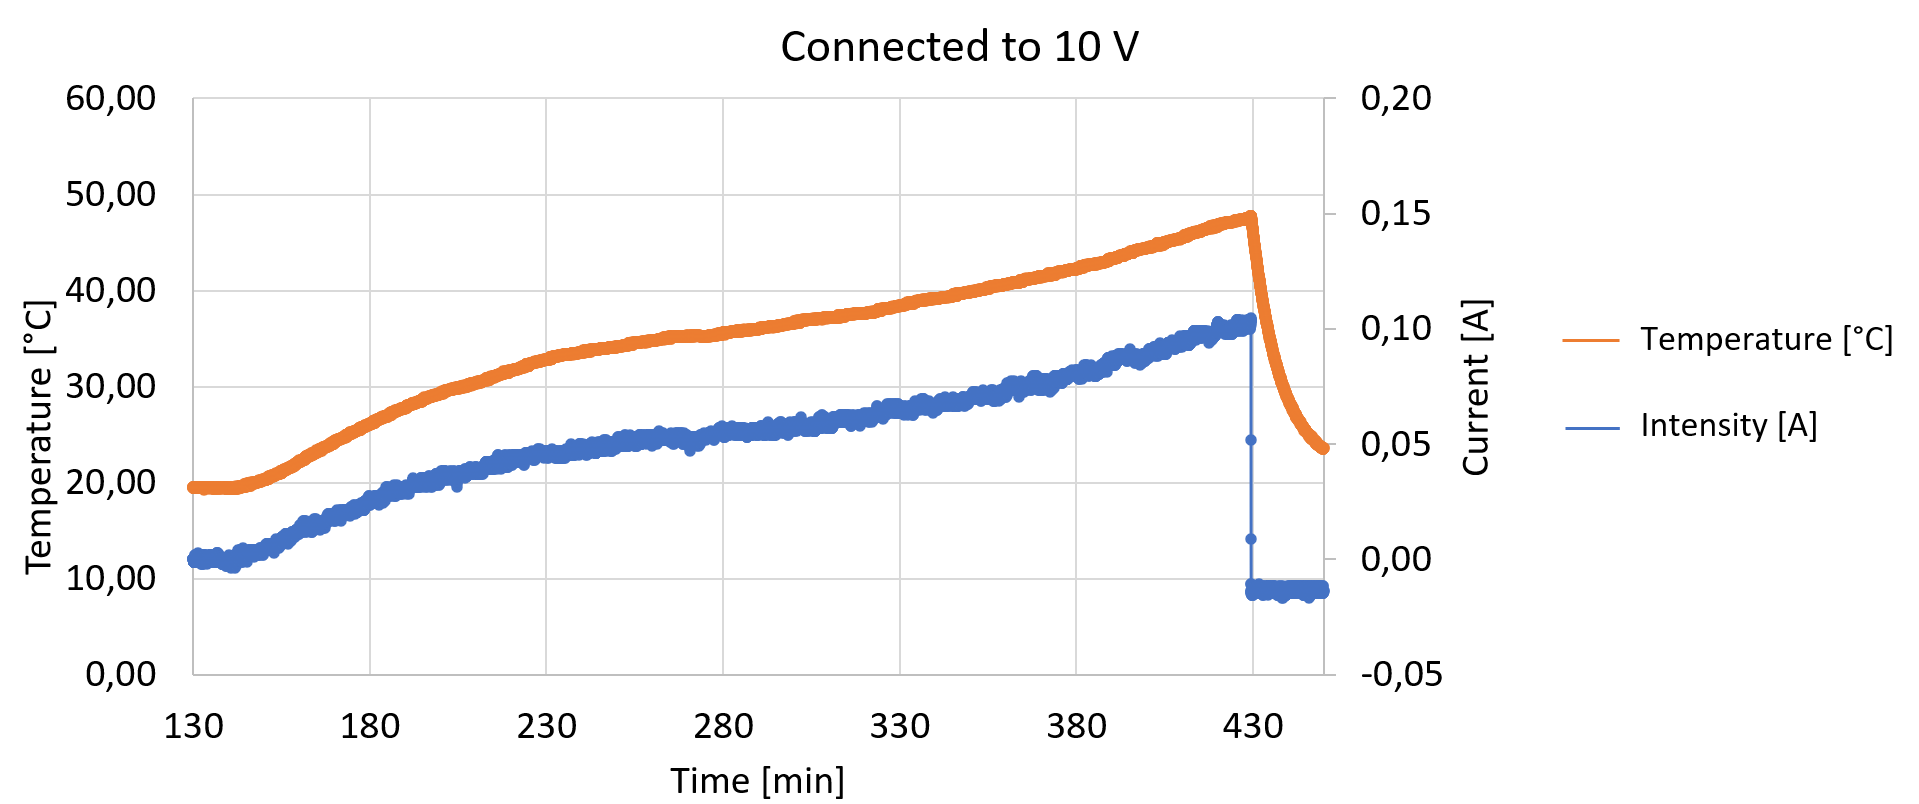 Connected to 10 V
60,00
50,00
40,00
30,00
20,00
10,00
0,00
Temperature [°C]
0,20
0,15
0,10
0,05
0,00
-0,05
Current [A]
130 180 230 280 330 380 430
Time [min]
Temperature [°C]
Intensity [A]